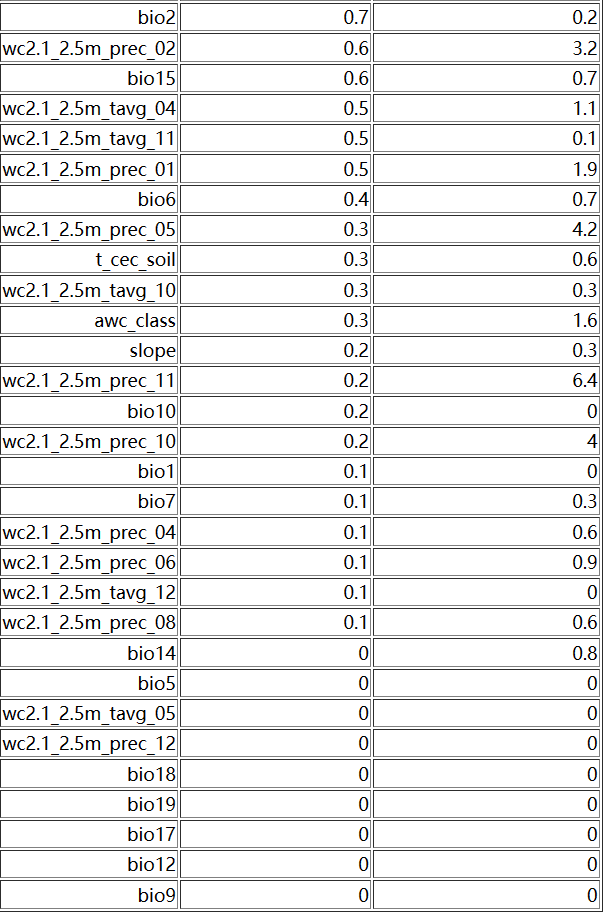 bio2 0.7 0.2
wc2.1_2.5m_prec_02 0.6 3.2
bio15 0.6 0.7
wc2.1_2.5m_tavg_04 0.5 1.1
wc2.1_2.5m_tavg_11 0.5 0.1
wc2.1_2.5m_prec_01 0.5 1.9
bio6 0.4 0.7
wc2.1_2.5m_prec_05 0.3 4.2
t_cec_soil 0.3 0.6
wc2.1_2.5m_tavg_10 0.3 0.3
awc_class 0.3 1.6
slope 0.2 0.3
wc2.1_2.5m_prec_11 0.2 6.4
bio10 0.2 0
wc2.1_2.5m_prec_10 0.2 4
bio1 0.1 0
bio7 0.1 0.3
wc2.1_2.5m_prec_04 0.1 0.6
wc2.1_2.5m_prec_06 0.1 0.9
wc2.1_2.5m_tavg_12 0.1 0
wc2.1_2.5m_prec_08 0.1 0.6
bio14 0 0.8
bio5 0 0
wc2.1_2.5m_tavg_05 0 0
wc2.1_2.5m_prec_12 0 0
bio18 0 0
bio19 0 0
bio17 0 0
bio12 0 0
bio9 0 0